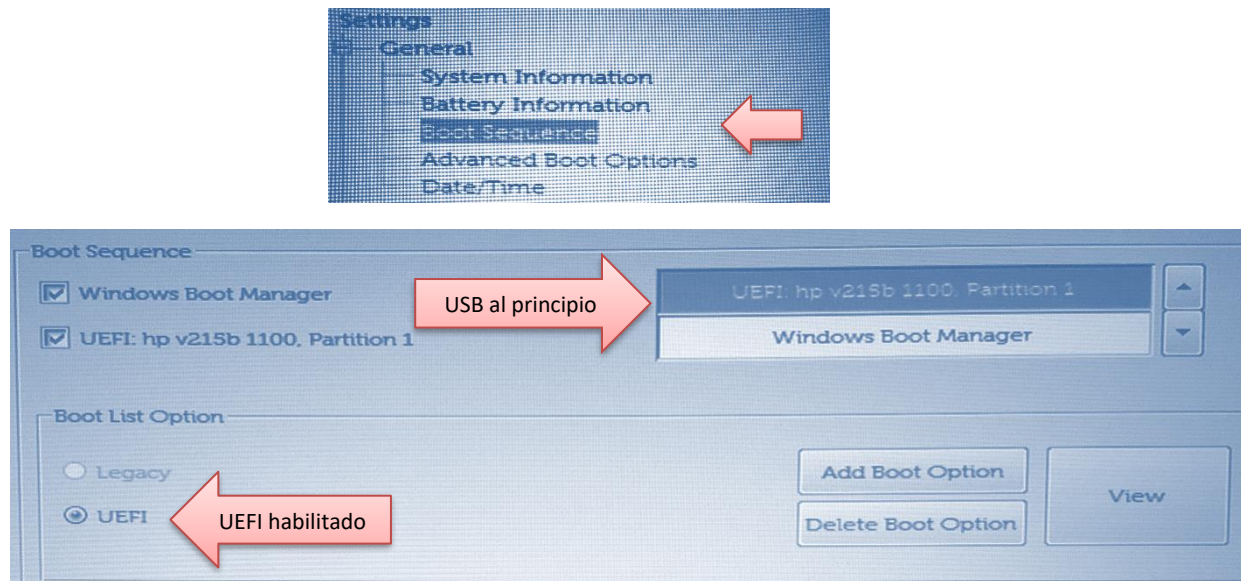 Settings
General
System Information
Battery Information
Boot Sequence
Advanced Boot Options
Date/Time
Boot Sequence
Windows Boot Manager
UEFI: hp v215b 1100, Partition 1
USB al principio
UEFI: hp v215b 1100, Partition 1
Windows Boot Manager
Boot List Option
Legacy
UEFI
UEFI habilitado
Add Boot Option
Delete Boot Option
View